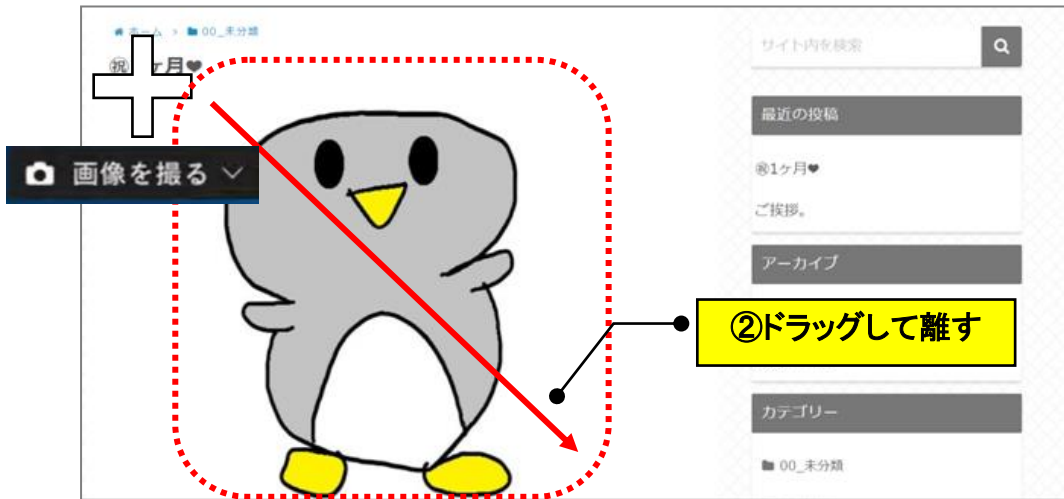 ホーム > 00_未分類
㊗ ヶ月❤
画像を撮る
サイト内を検索
最近の投稿
㊗1ヶ月❤
ご挨拶。
アーカイブ
②ドラッグして離す
カテゴリー
00_未分類